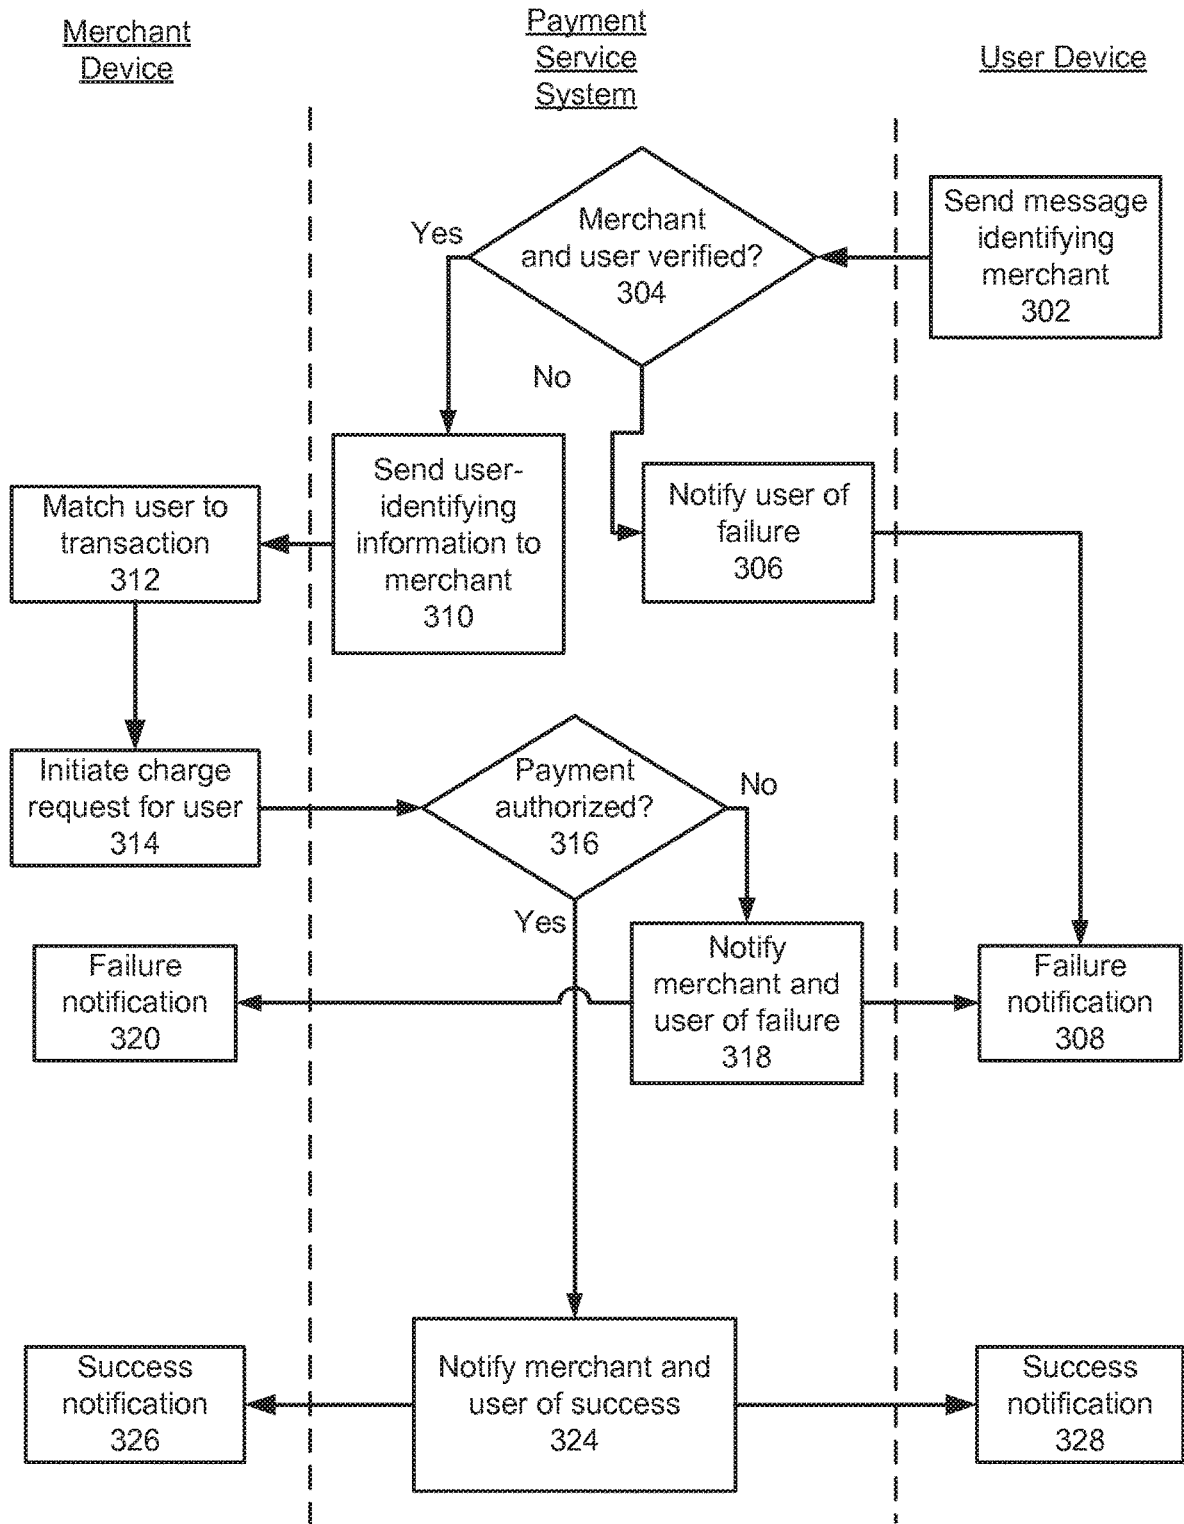 Merchant
Device
Payment
Service
System
User Device
Send message
identifying
merchant
302
Merchant
and user verified?
304
Yes
No
Send user-
identifying
information to
merchant
310
Notify user of
failure
306
Match user to
transaction
312
Initiate charge
request for user
314
Payment
authorized?
316
No
Yes
Notify
merchant and
user of failure
318
Failure
notification
320
Failure
notification
308
Notify merchant and
user of success
324
Success
notification
326
Success
notification
328